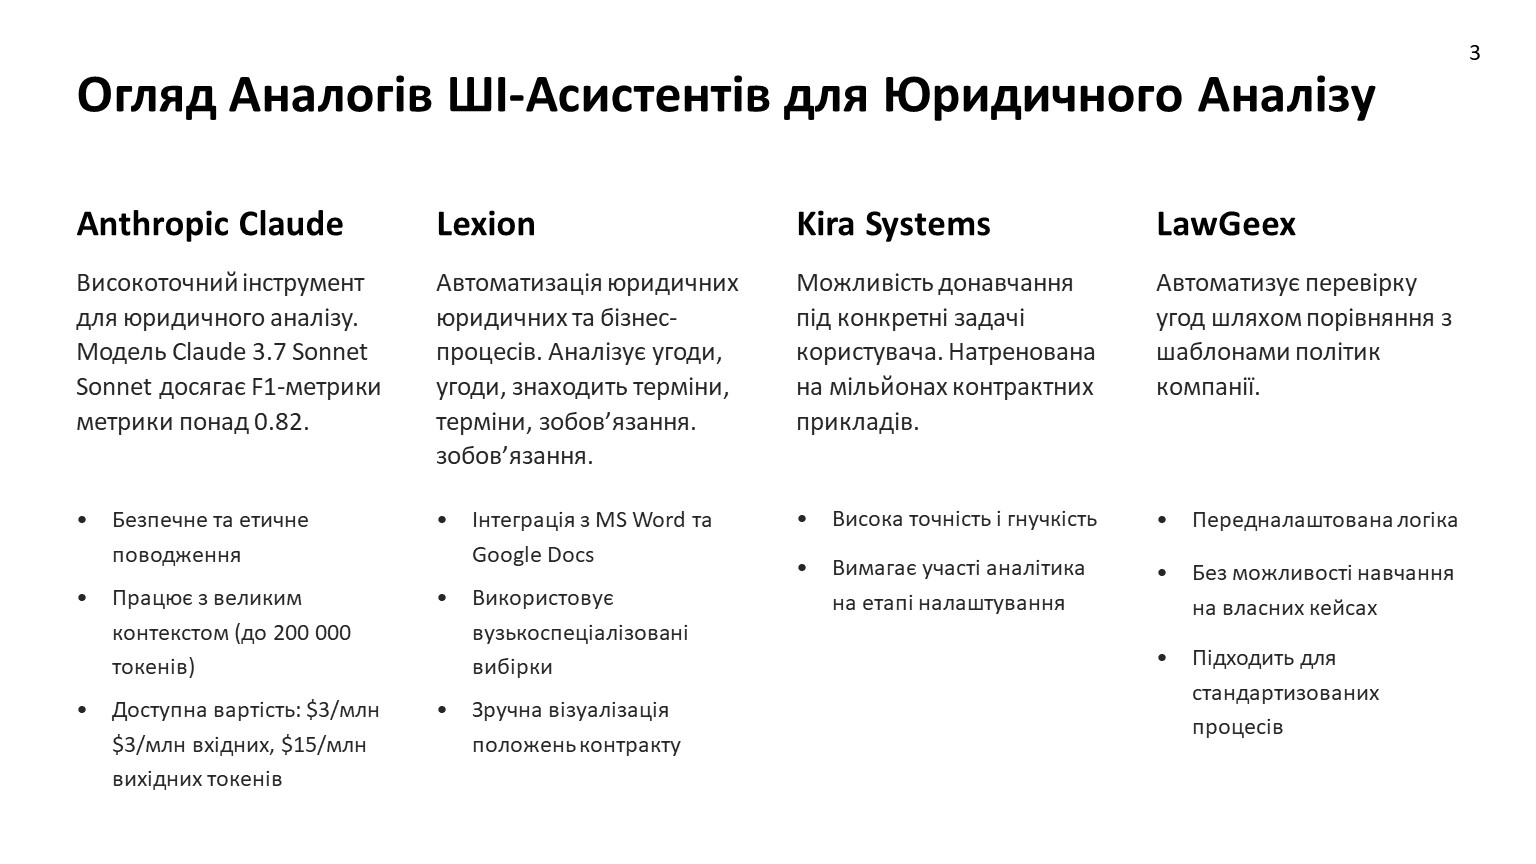 3
Огляд Аналогів ШІ-Асистентів для Юридичного Аналізу
Anthropic Claude
Високоточний інструмент
для юридичного аналізу.
Модель Claude 3.7 Sonnet
Sonnet досягає F1-метрики
метрики понад 0.82.
• Безпечне та етичне
поводження
• Працює з великим
контекстом (до 200 000
токенів)
• Доступна вартість: $3/млн
$3/млн вхідних, $15/млн
вихідних токенів
Lexion
Автоматизація юридичних
юридичних та бізнес-
процесів. Аналізує угоди,
угоди, знаходить терміни,
терміни, зобов’язання.
зобов’язання.
• Інтеграція з MS Word та
Google Docs
• Використовує
вузькоспеціалізовані
вибірки
• Зручна візуалізація
положень контракту
Kira Systems
Можливість донавчання
під конкретні задачі
користувача. Натренована
на мільйонах контрактних
прикладів.
• Висока точність і гнучкість
• Вимагає участі аналітика
на етапі налаштування
LawGeex
Автоматизує перевірку
угод шляхом порівняння з
шаблонами політик
компанії.
• Передналаштована логіка
• Без можливості навчання
на власних кейсах
• Підходить для
стандартизованих
процесів